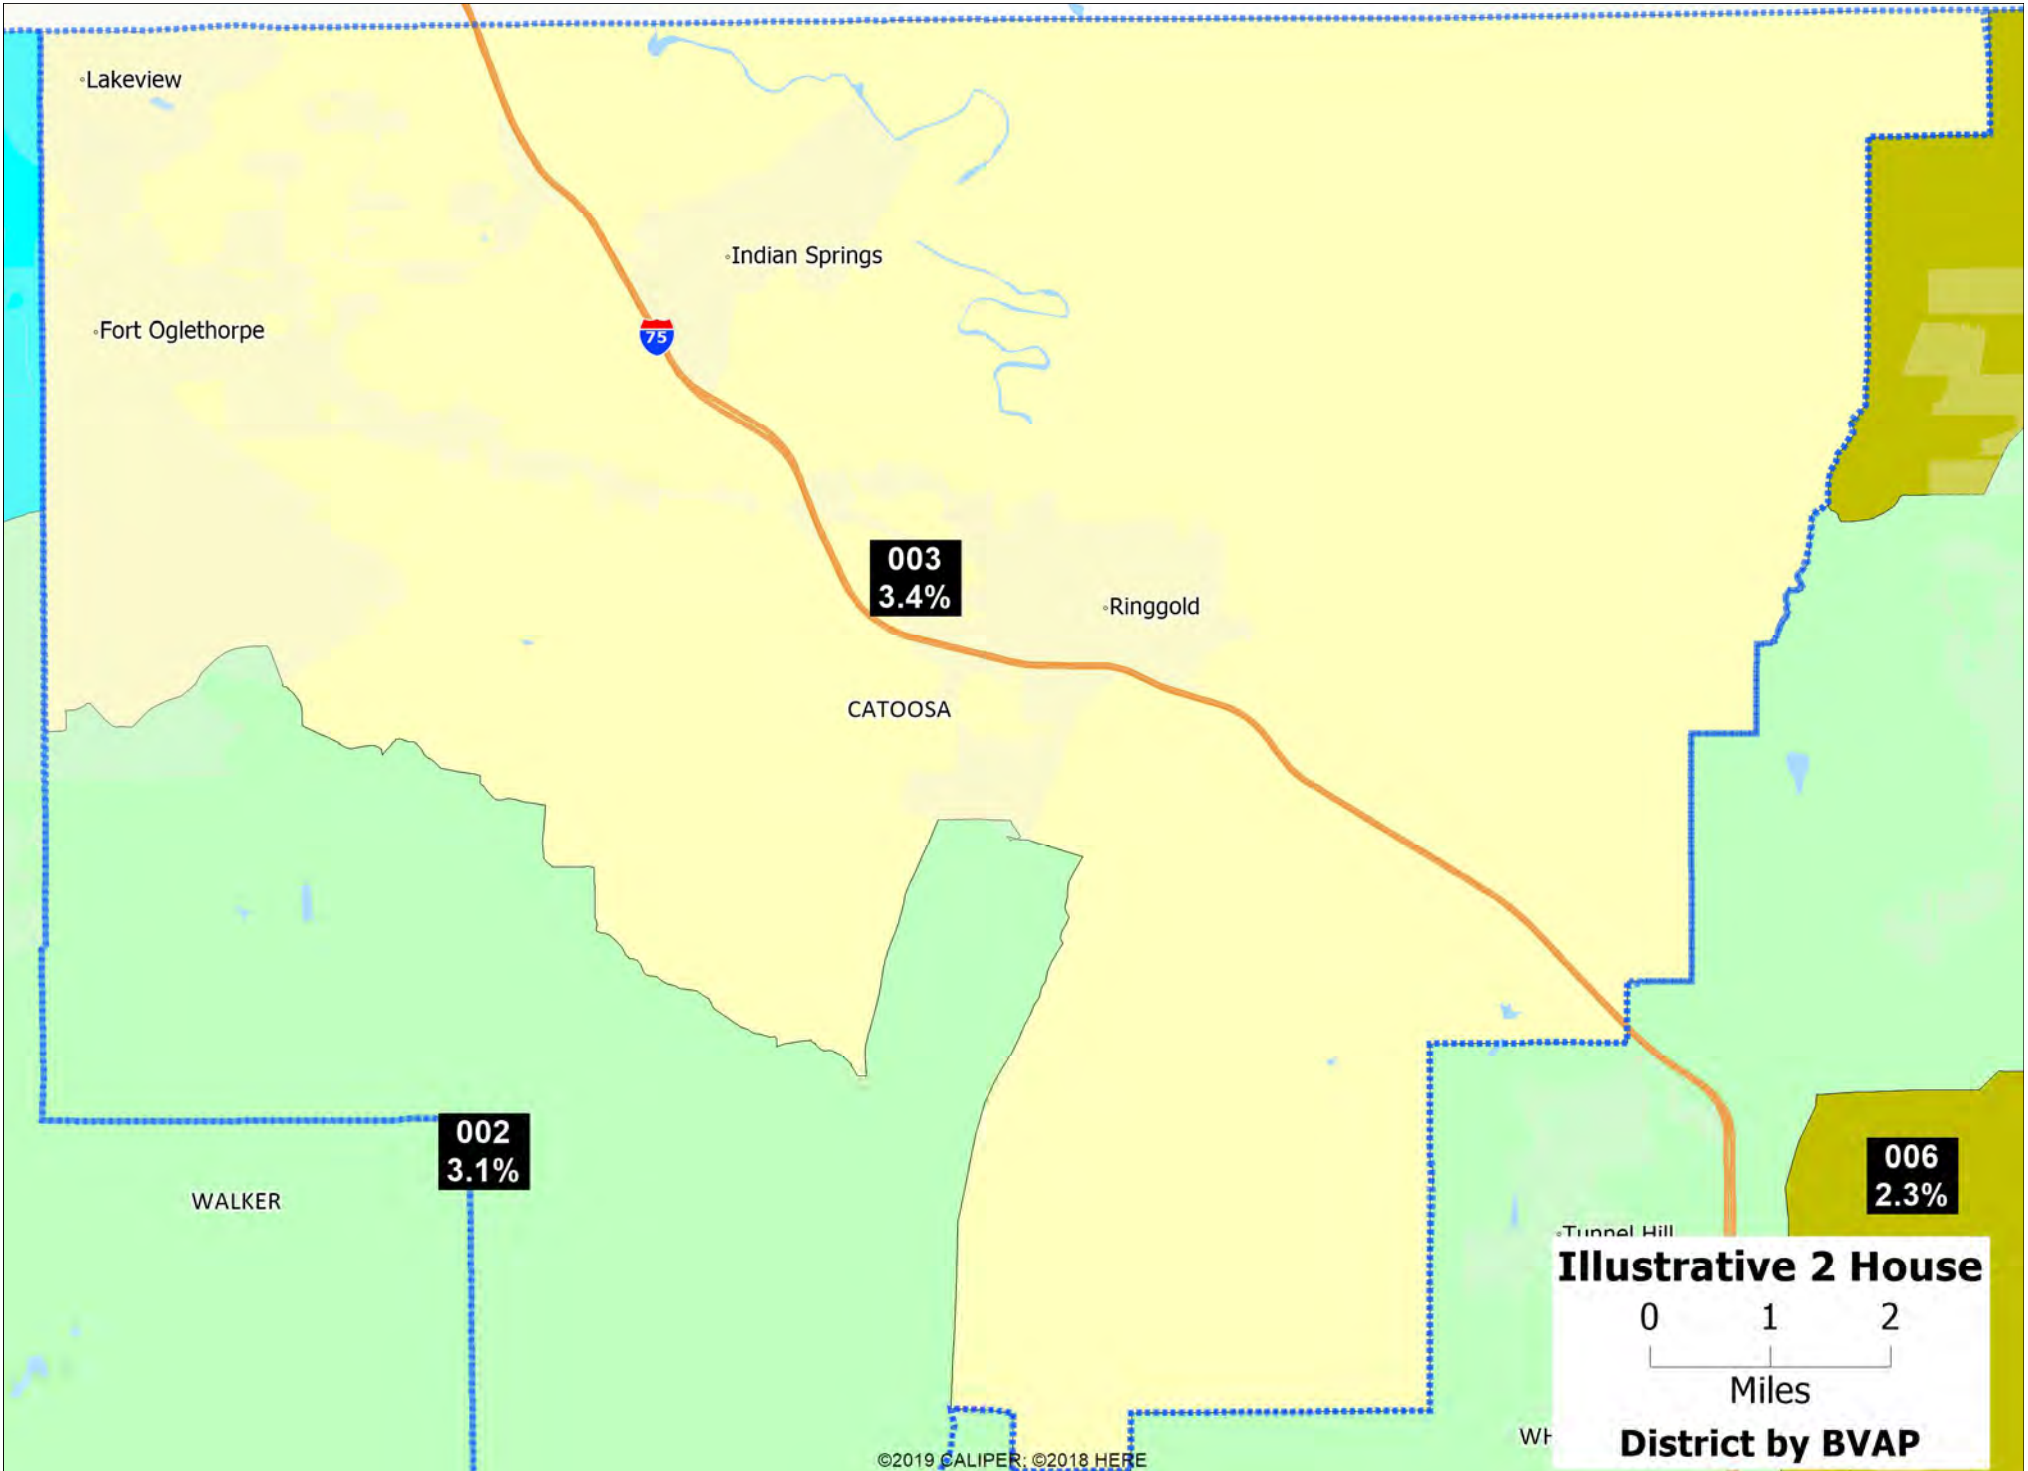 Lakeview
Indian Springs
Fort Oglethorpe
75
003
3.4%
Ringgold
CATOOSA
002
3.1%
WALKER
006
2.3%
Tunnel Hill
Illustrative 2 House
0 1 2
Miles
WH
District by BVAP
©2019 CALIPER; ©2018 HERE